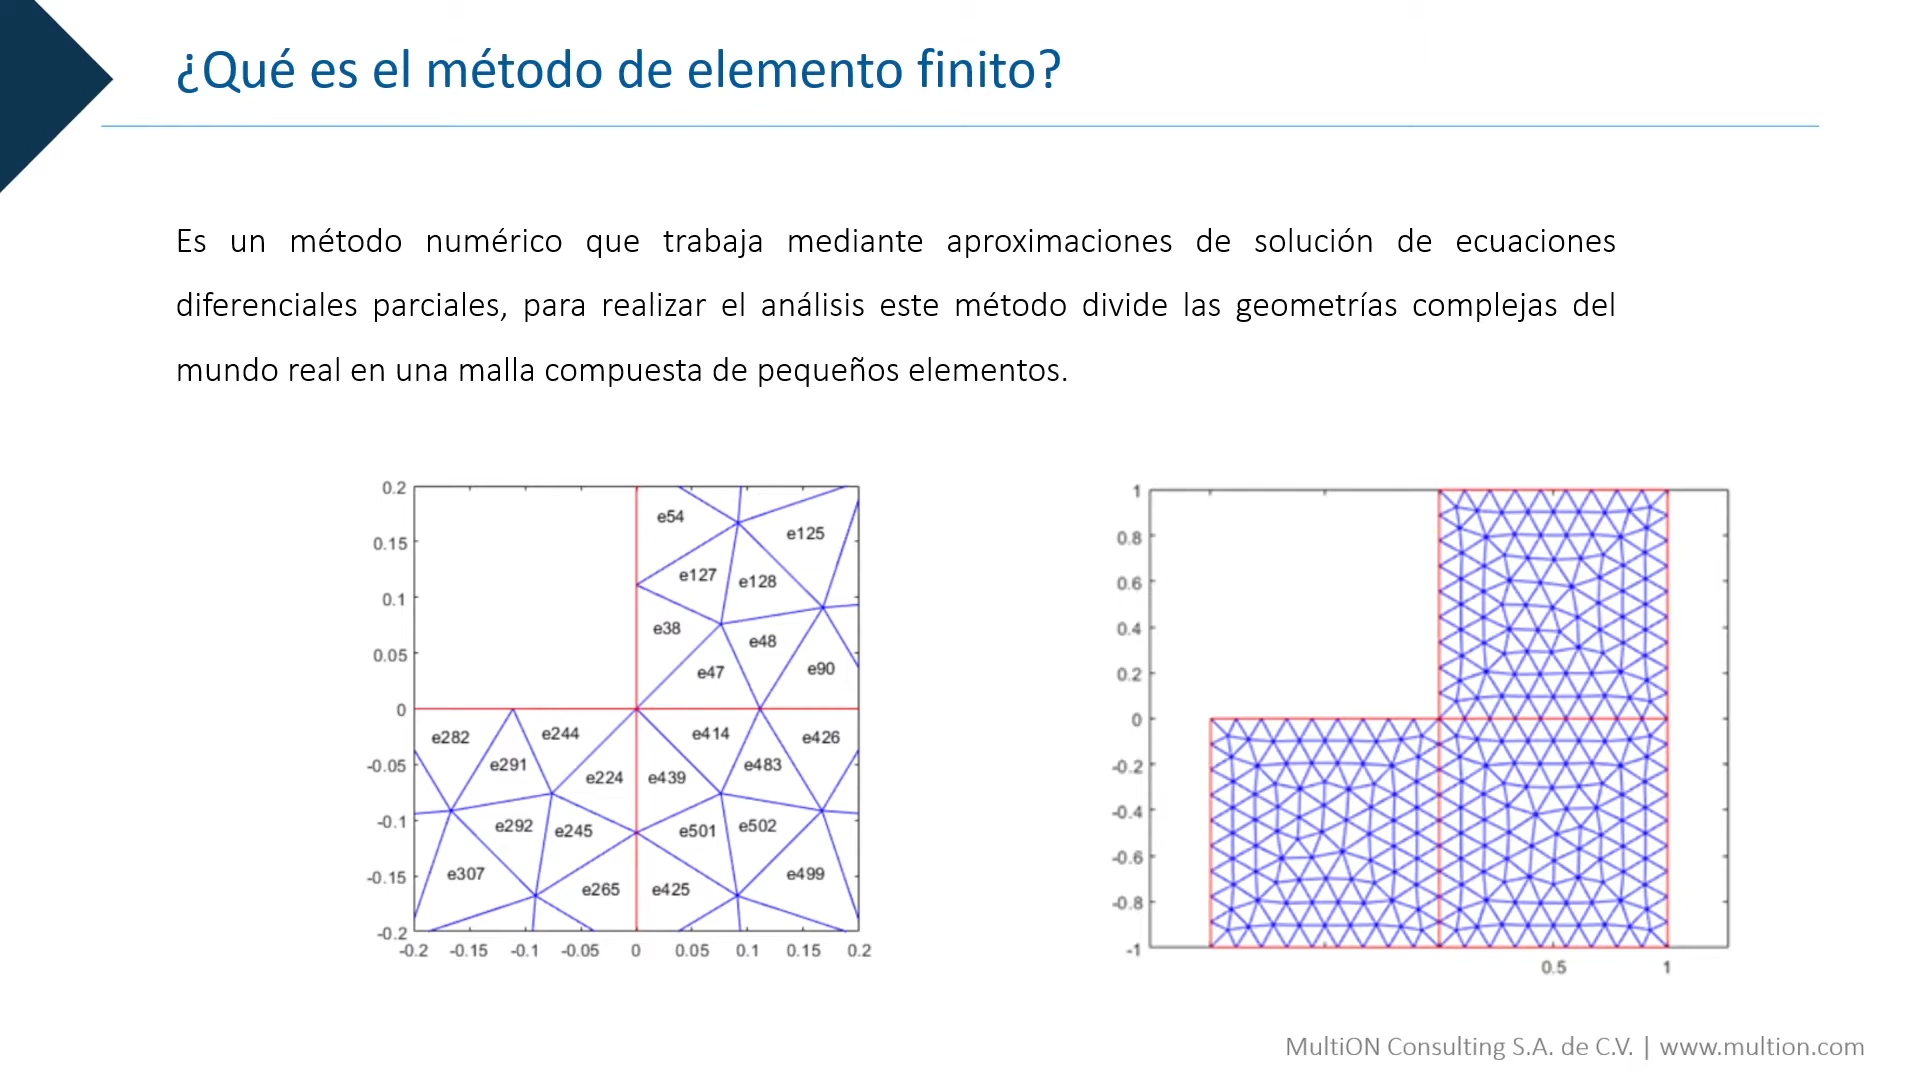 ¿Qué es el método de elemento finito?
Es un método numérico que trabaja mediante aproximaciones de solución de ecuaciones
diferenciales parciales, para realizar el análisis este método divide las geometrías complejas del
mundo real en una malla compuesta de pequeños elementos.
0.2
0.15
0.1
0.05
0
-0.05
-0.1
-0.15
-0.2
e54
e125
e127
e128
e38
e48
e47
e90
e282
e244
e414
e426
e291
e224
e439
e483
e292
e245
e501
e502
e307
e265
e425
e499
-0.2 -0.15 -0.1 -0.05 0 0.05 0.1 0.15 0.2
1
0.8
0.6
0.4
0.2
0
-0.2
-0.4
-0.6
-0.8
-1
0.5 1
MultiON Consulting S.A. de C.V. | www.multion.com